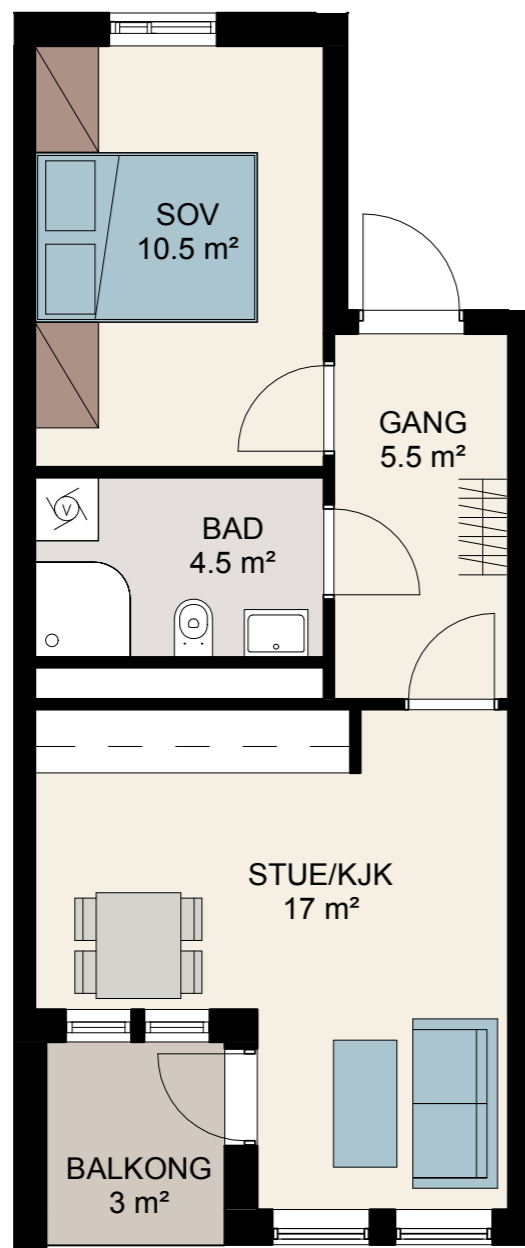 SOV
10.5 m²
GANG
5.5 m²
BAD
4.5 m²
V
STUE/KJK
17 m²
BALKONG
3 m²